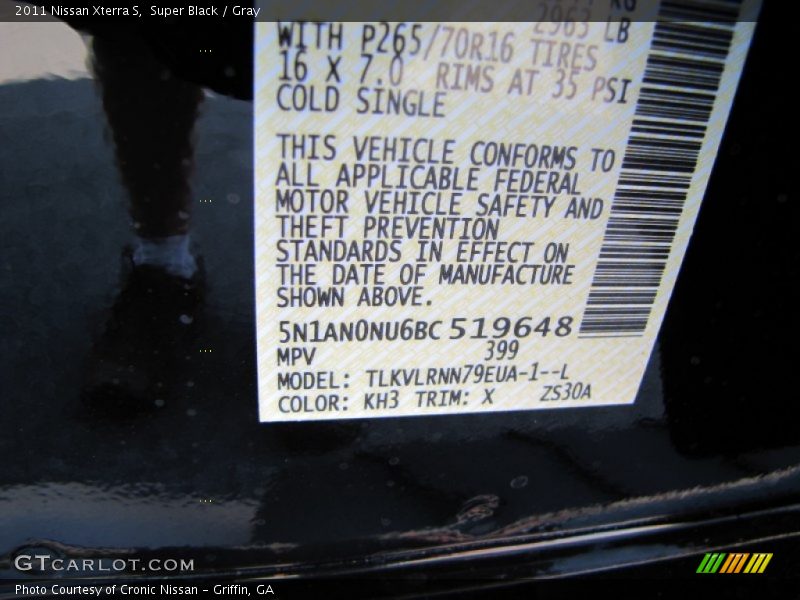 2011 Nissan Xterra S,  Super Black / Gray
KG
2963 LB
WITH P265/70R16 TIRES
16 X 7.0 RIMS AT 35 PSI
COLD SINGLE
THIS VEHICLE CONFORMS TO
ALL APPLICABLE FEDERAL
MOTOR VEHICLE SAFETY AND
THEFT PREVENTION
STANDARDS IN EFFECT ON
THE DATE OF MANUFACTURE
SHOWN ABOVE.
5N1AN0NU6BC519648
MPV 399
MODEL: TLKVLRNN79EUA-1--L
COLOR: KH3 TRIM: X ZS30A
GTCARLOT.COM
Photo Courtesy of Cronic Nissan - Griffin, GA